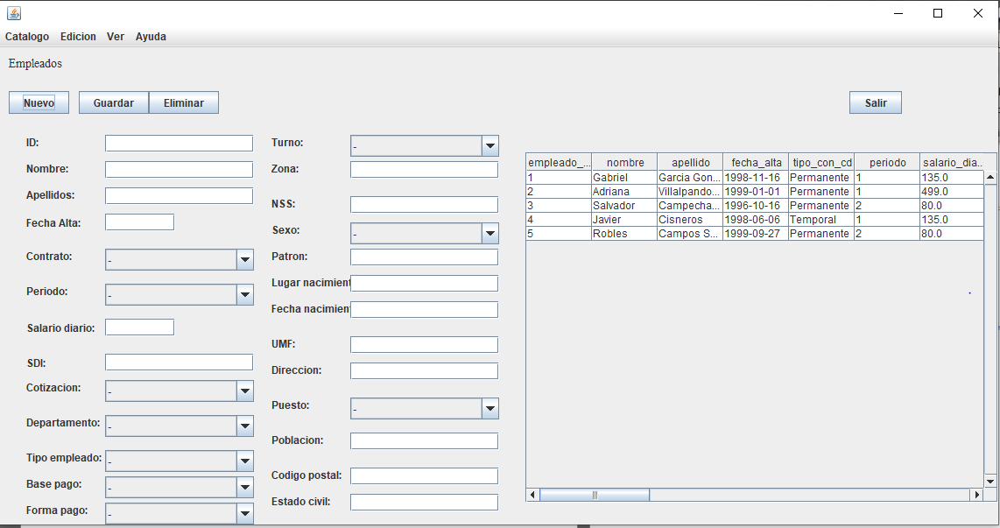 Catalogo Edicion Ver Ayuda
Empleados
Nuevo Guardar Eliminar Salir
ID:
Nombre:
Apellidos:
Fecha Alta:
Contrato: -
Periodo: -
Salario diario:
SDI:
Cotizacion: -
Departamento: -
Tipo empleado: -
Base pago: -
Forma pago: -
Turno: -
Zona:
NSS:
Sexo: -
Patron:
Lugar nacimient
Fecha nacimien
UMF:
Direccion:
Puesto: -
Poblacion:
Codigo postal:
Estado civil:
empleado_... nombre apellido fecha_alta tipo_con_cd periodo salario_dia...
1 Gabriel Garcia Gon... 1998-11-16 Permanente 1 135.0
2 Adriana Villalpando... 1999-01-01 Permanente 1 499.0
3 Salvador Campecha... 1996-10-16 Permanente 2 80.0
4 Javier Cisneros 1998-06-06 Temporal 1 135.0
5 Robles Campos S... 1999-09-27 Permanente 2 80.0